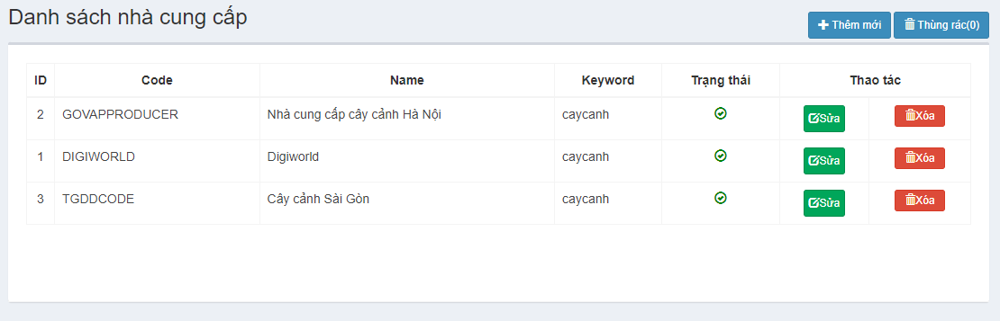 Danh sách nhà cung cấp
Thêm mới Thùng rác(0)
ID Code Name Keyword Trạng thái Thao tác
2 GOVAPPRODUCER Nhà cung cấp cây cảnh Hà Nội caycanh Sửa Xóa
1 DIGIWORLD Digiworld caycanh Sửa Xóa
3 TGDDCODE Cây cảnh Sài Gòn caycanh Sửa Xóa